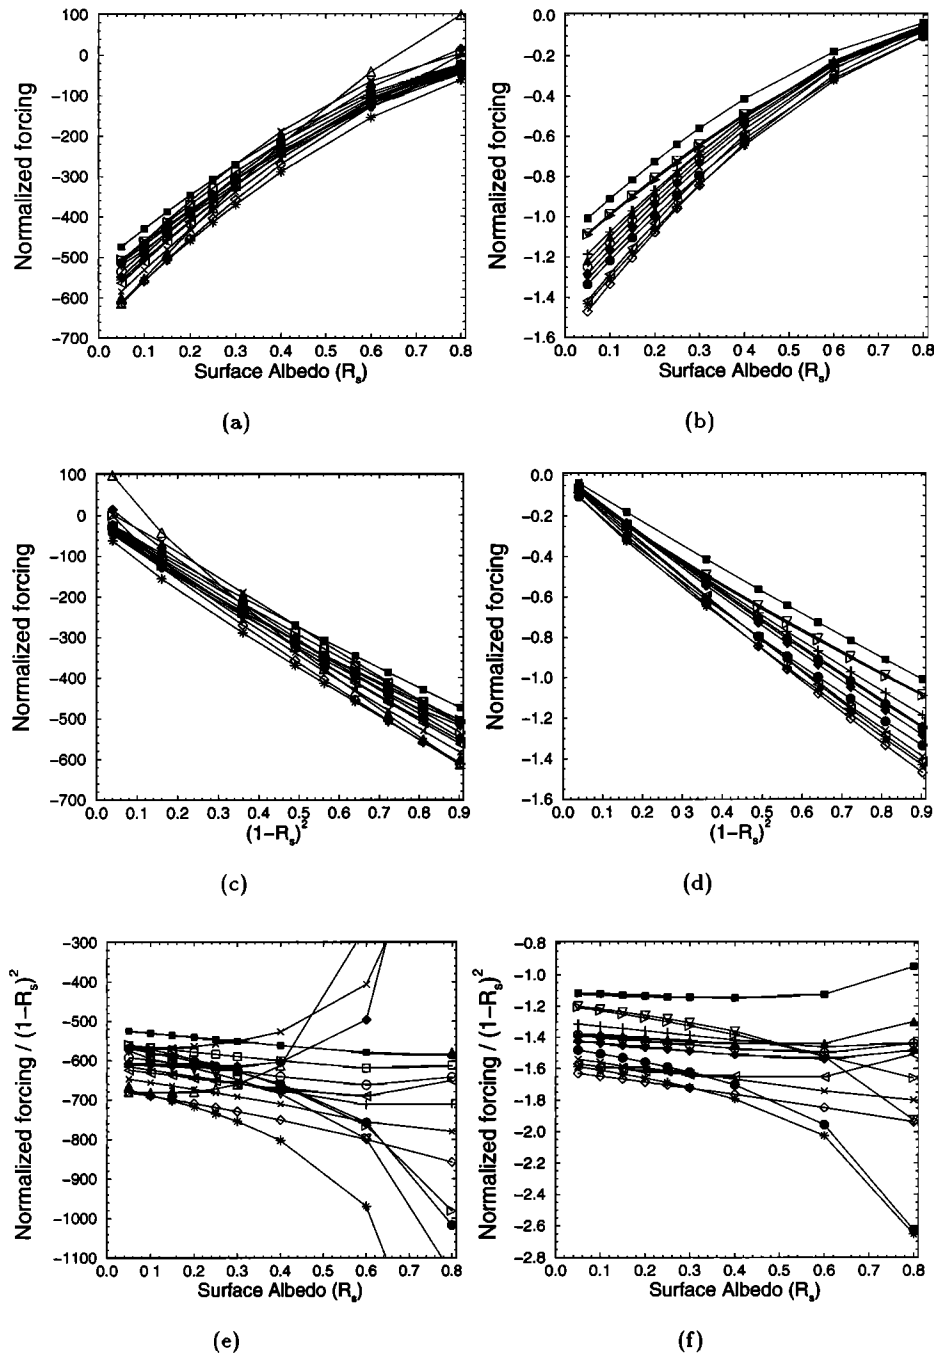 100
0
-100
-200
-300
-400
-500
-600
-700
Normalized forcing
0.0 0.1 0.2 0.3 0.4 0.5 0.6 0.7 0.8
Surface Albedo (Rs)
(a)
0.0
-0.2
-0.4
-0.6
-0.8
-1.0
-1.2
-1.4
-1.6
Normalized forcing
0.0 0.1 0.2 0.3 0.4 0.5 0.6 0.7 0.8
Surface Albedo (Rs)
(b)
100
0
-100
-200
-300
-400
-500
-600
-700
Normalized forcing
0.0 0.1 0.2 0.3 0.4 0.5 0.6 0.7 0.8 0.9
(1-Rs)²
(c)
0.0
-0.2
-0.4
-0.6
-0.8
-1.0
-1.2
-1.4
-1.6
Normalized forcing
0.0 0.1 0.2 0.3 0.4 0.5 0.6 0.7 0.8 0.9
(1-Rs)²
(d)
-300
-400
-500
-600
-700
-800
-900
-1000
-1100
Normalized forcing / (1-Rs)²
0.0 0.1 0.2 0.3 0.4 0.5 0.6 0.7 0.8
Surface Albedo (Rs)
(e)
-0.8
-1.0
-1.2
-1.4
-1.6
-1.8
-2.0
-2.2
-2.4
-2.6
-2.8
Normalized forcing / (1-Rs)²
0.0 0.1 0.2 0.3 0.4 0.5 0.6 0.7 0.8
Surface Albedo (Rs)
(f)